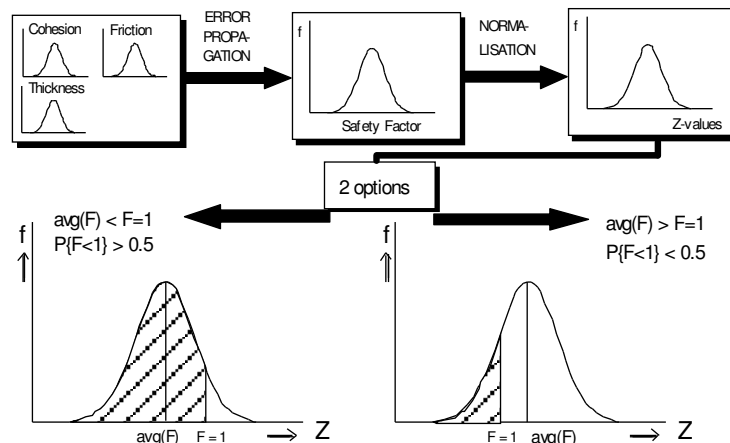 Cohesion
Friction
Thickness
ERROR
PROPA-
GATION
f
Safety Factor
NORMA-
LISATION
f
Z-values
2 options
avg(F) < F=1
P{F<1} > 0.5
avg(F) > F=1
P{F<1} < 0.5
f
avg(F)
F = 1
Z
f
F = 1
avg(F)
Z